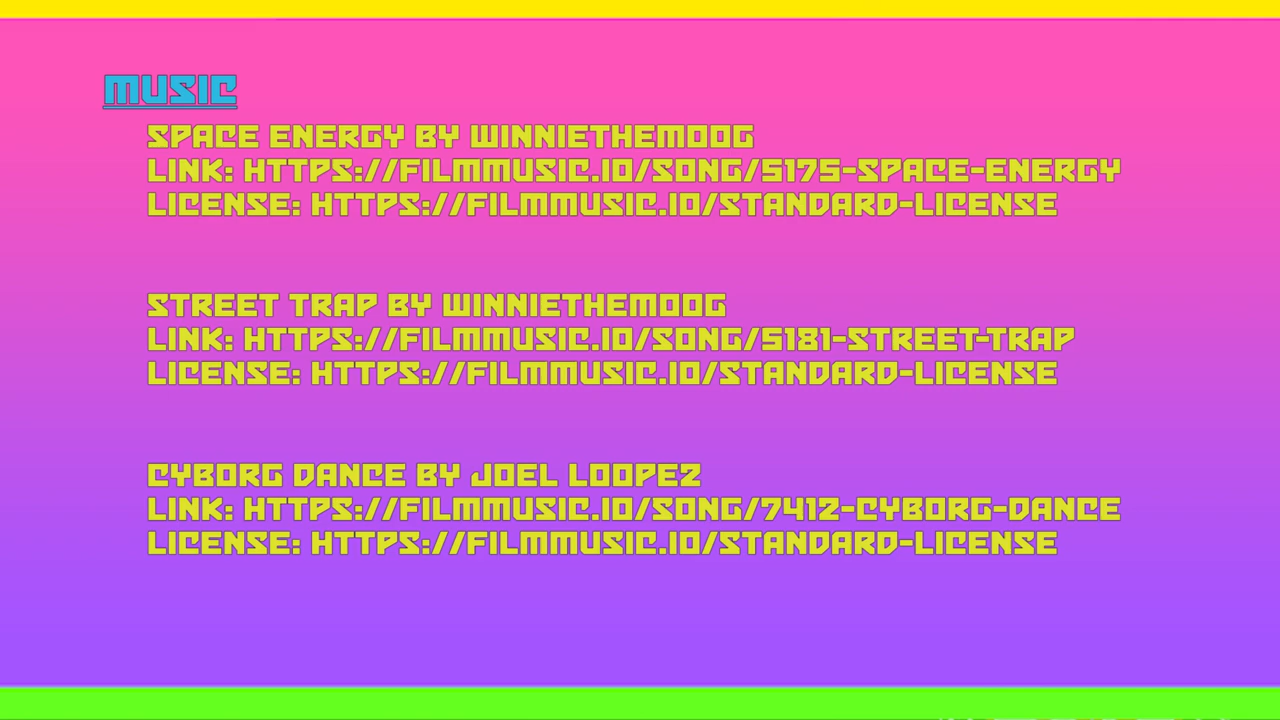 MUSIC
SPACE ENERGY BY WINNIETHEMOOG
LINK: HTTPS://FILMMUSIC.IO/SONG/5175-SPACE-ENERGY
LICENSE: HTTPS://FILMMUSIC.IO/STANDARD-LICENSE
STREET TRAP BY WINNIETHEMOOG
LINK: HTTPS://FILMMUSIC.IO/SONG/5181-STREET-TRAP
LICENSE: HTTPS://FILMMUSIC.IO/STANDARD-LICENSE
CYBORG DANCE BY JOEL LOOPEZ
LINK: HTTPS://FILMMUSIC.IO/SONG/7412-CYBORG-DANCE
LICENSE: HTTPS://FILMMUSIC.IO/STANDARD-LICENSE